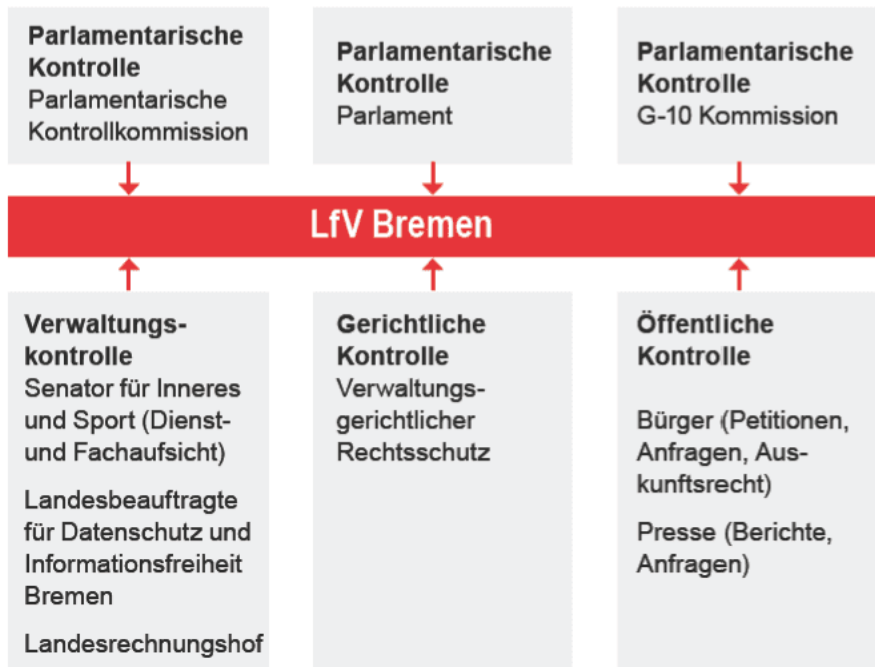 Parlamentarische
Kontrolle
Parlamentarische
Kontrollkommission
Parlamentarische
Kontrolle
Parlament
Parlamentarische
Kontrolle
G-10 Kommission
LfV Bremen
Verwaltungs-
kontrolle
Senator für Inneres
und Sport (Dienst-
und Fachaufsicht)
Landesbeauftragte
für Datenschutz und
Informationsfreiheit
Bremen
Landesrechnungshof
Gerichtliche
Kontrolle
Verwaltungs-
gerichtlicher
Rechtsschutz
Öffentliche
Kontrolle
Bürger (Petitionen,
Anfragen, Aus-
kunftsrecht)
Presse (Berichte,
Anfragen)